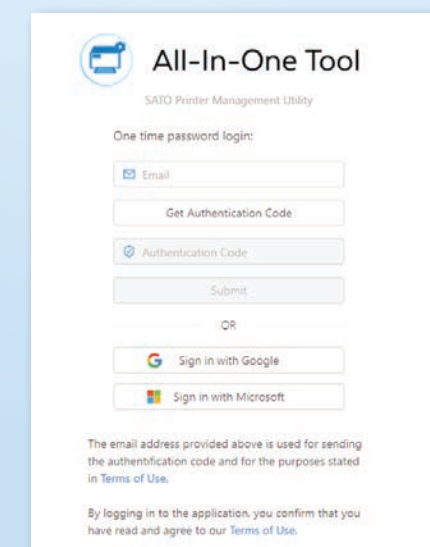 All-In-One Tool
SATO Printer Management Utility
One time password login:
Email
Get Authentication Code
Authentication Code
Submit
OR
Sign in with Google
Sign in with Microsoft
The email address provided above is used for sending
the authentification code and for the purposes stated
in Terms of Use.
By logging in to the application, you confirm that you
have read and agree to our Terms of Use.